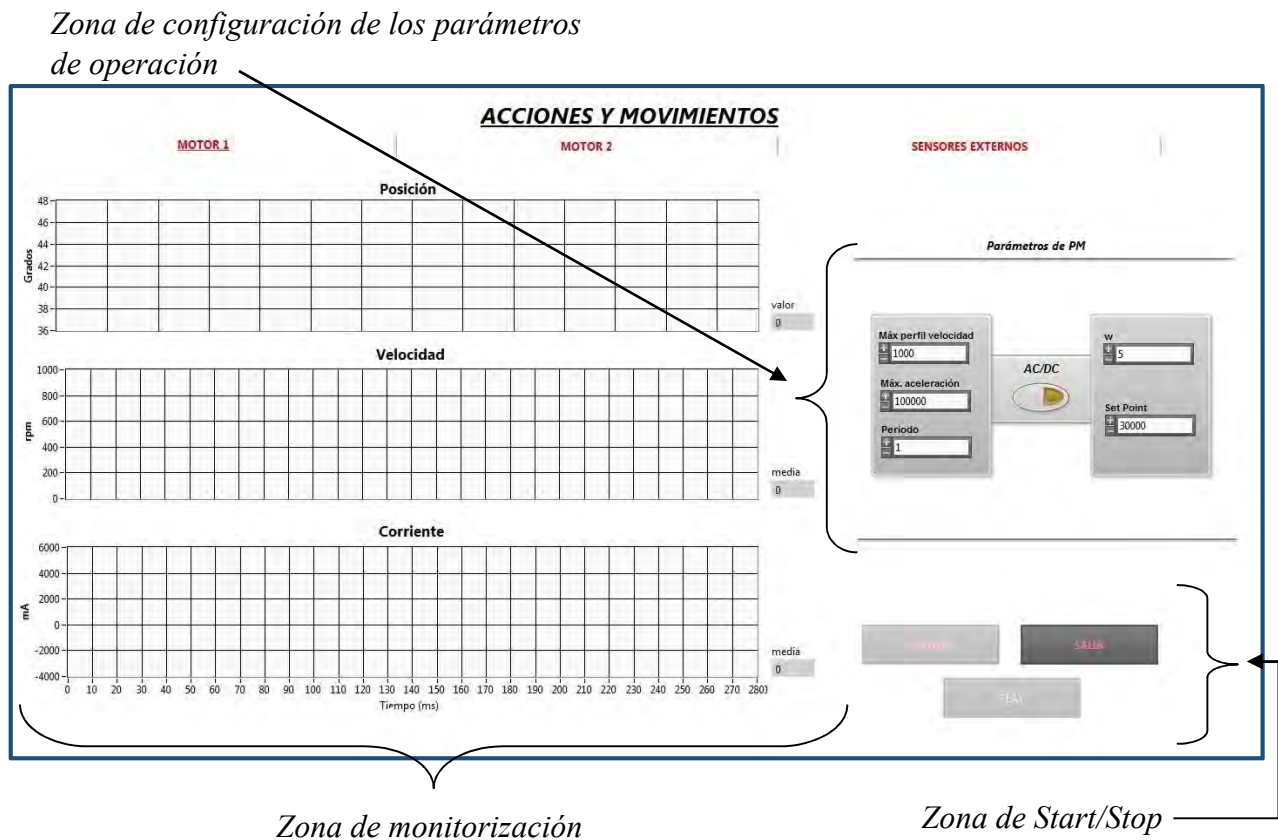 Zona de configuración de los parámetros
de operación
ACCIONES Y MOVIMIENTOS
MOTOR 1
MOTOR 2
SENSORES EXTERNOS
Posición
48
46
44
42
40
38
36
Grados
valor
0
Velocidad
1000
800
600
400
200
0
rpm
media
0
Corriente
6000
4000
2000
0
-2000
-4000
mA
media
0
0 10 20 30 40 50 60 70 80 90 100 110 120 130 140 150 160 170 180 190 200 210 220 230 240 250 260 270 280
Tiempo (ms)
Parámetros de PM
Máx perfil velocidad
1000
Máx. aceleración
100000
Periodo
1
AC/DC
w
5
Set Point
30000
SALIR
PLAY
Zona de monitorización
Zona de Start/Stop